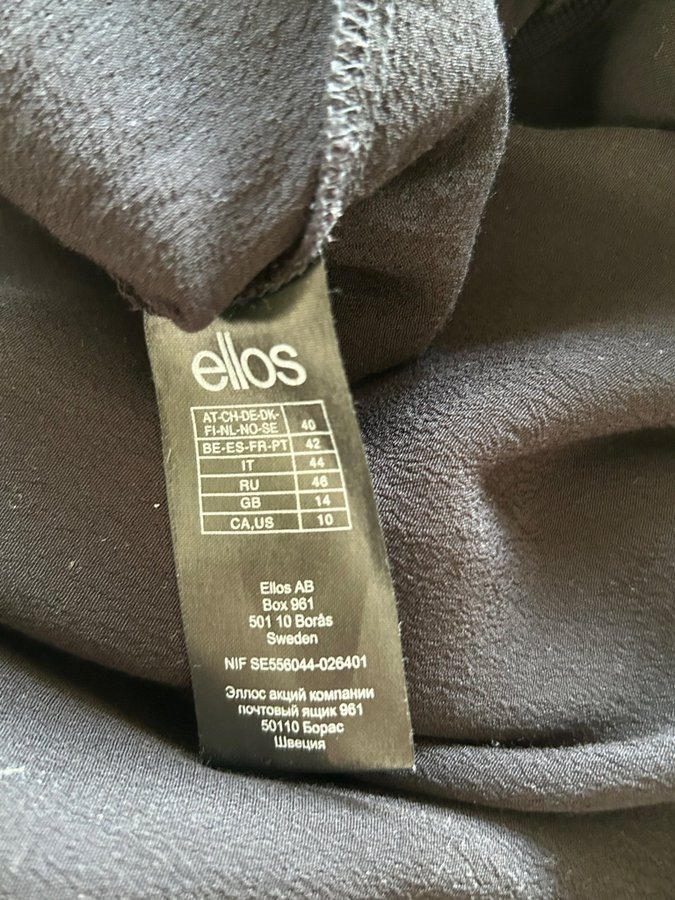 ellos
AT-CH-DE-DK-
FI-NL-NO-SE 40
BE-ES-FR-PT 42
IT 44
RU 46
GB 14
CA,US 10
Ellos AB
Box 961
501 10 Borås
Sweden
NIF SE556044-026401
Эллос акций компании
почтовый ящик 961
50110 Борас
Швеция